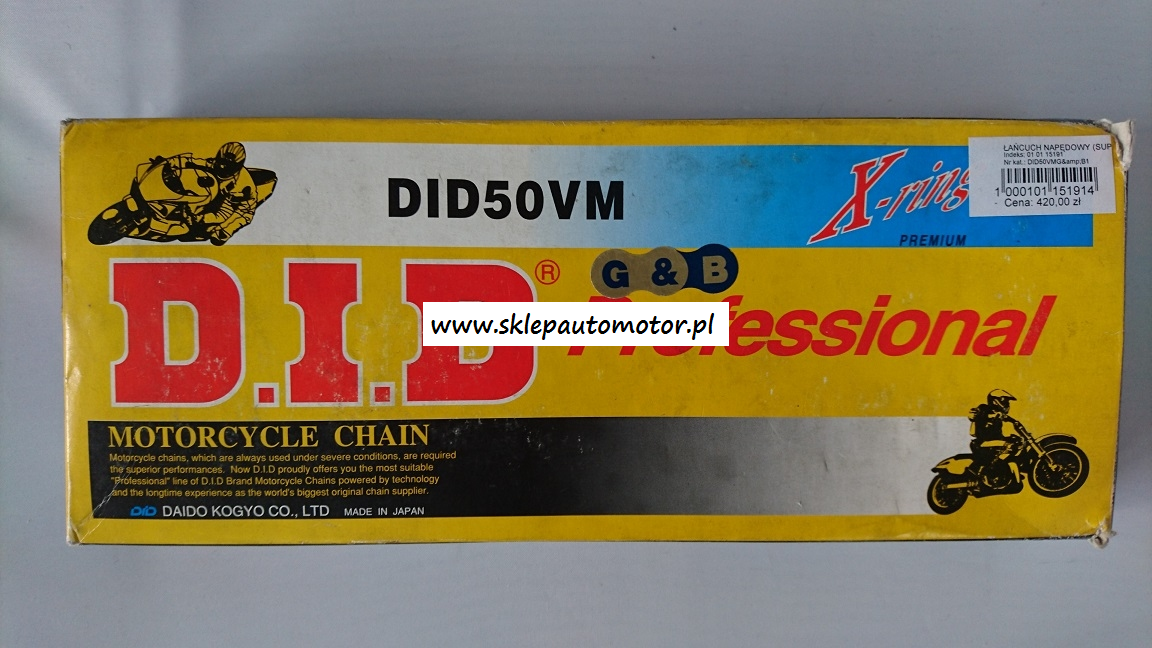 ŁAŃCUCH NAPĘDOWY (SUP
Indeks: 01 01 15191
Nr kat.: DID50VMG&amp;B1
1 000101 151914
Cena: 420,00 zł
DID50VM
X-ring
PREMIUM
D.I.D®
G & B
Professional
www.sklepautomotor.pl
MOTORCYCLE CHAIN
Motorcycle chains, which are always used under severe conditions, are required
the superior performances. Now D.I.D proudly offers you the most suitable
"Professional" line of D.I.D Brand Motorcycle Chains powered by technology
and the longtime experience as the world's biggest original chain supplier.
DID DAIDO KOGYO CO., LTD MADE IN JAPAN